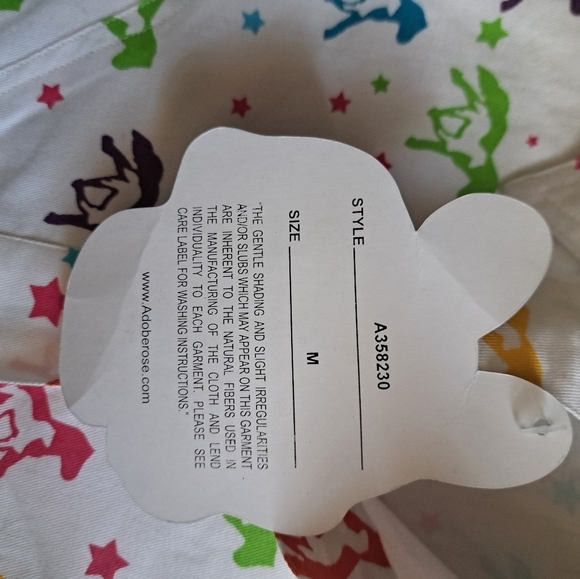 STYLE A358230
SIZE M
"THE GENTLE SHADING AND SLIGHT IRREGULARITIES
AND/OR SLUBS WHICH MAY APPEAR ON THIS GARMENT
ARE INHERENT TO THE NATURAL FIBERS USED IN
THE MANUFACTURING OF THE CLOTH AND LEND
INDIVIDUALITY TO EACH GARMENT. PLEASE SEE
CARE LABEL FOR WASHING INSTRUCTIONS."
www.Adoberose.com